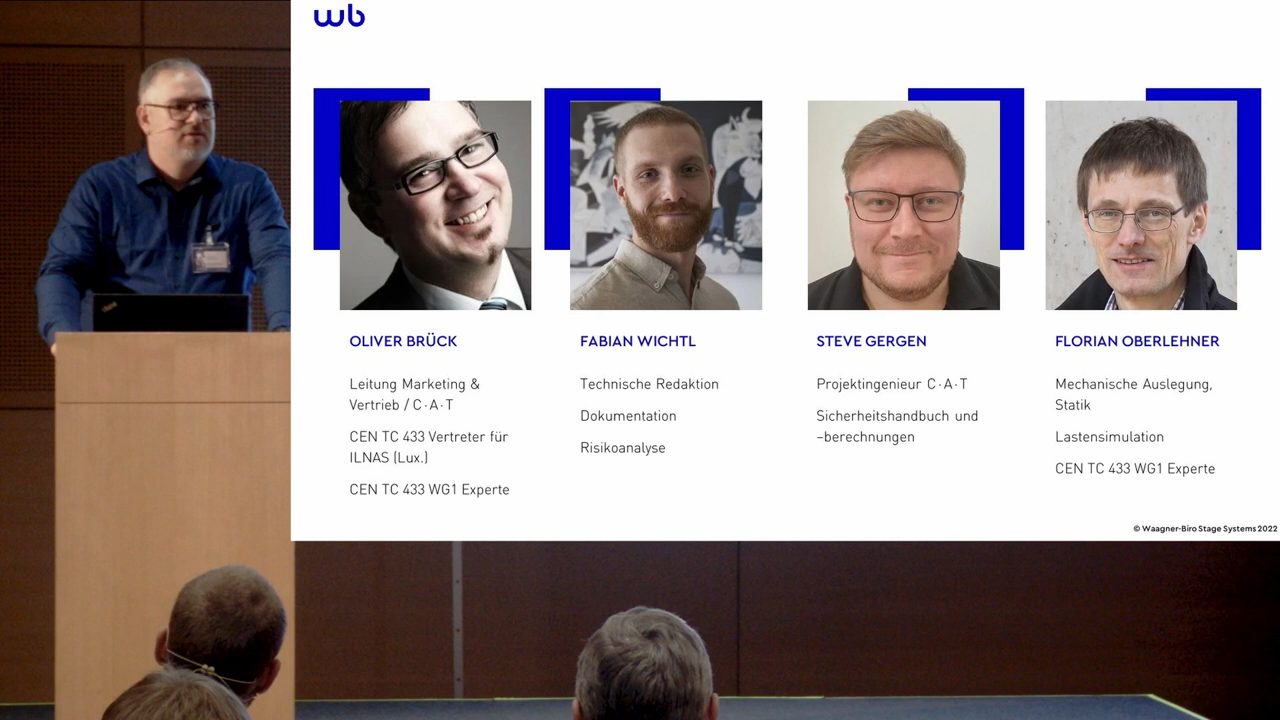 wb
OLIVER BRÜCK
Leitung Marketing &
Vertrieb / C·A·T
CEN TC 433 Vertreter für
ILNAS (Lux.)
CEN TC 433 WG1 Experte
FABIAN WICHTL
Technische Redaktion
Dokumentation
Risikoanalyse
STEVE GERGEN
Projektingenieur C·A·T
Sicherheitshandbuch und
–berechnungen
FLORIAN OBERLEHNER
Mechanische Auslegung,
Statik
Lastensimulation
CEN TC 433 WG1 Experte
© Waagner-Biro Stage Systems 2022